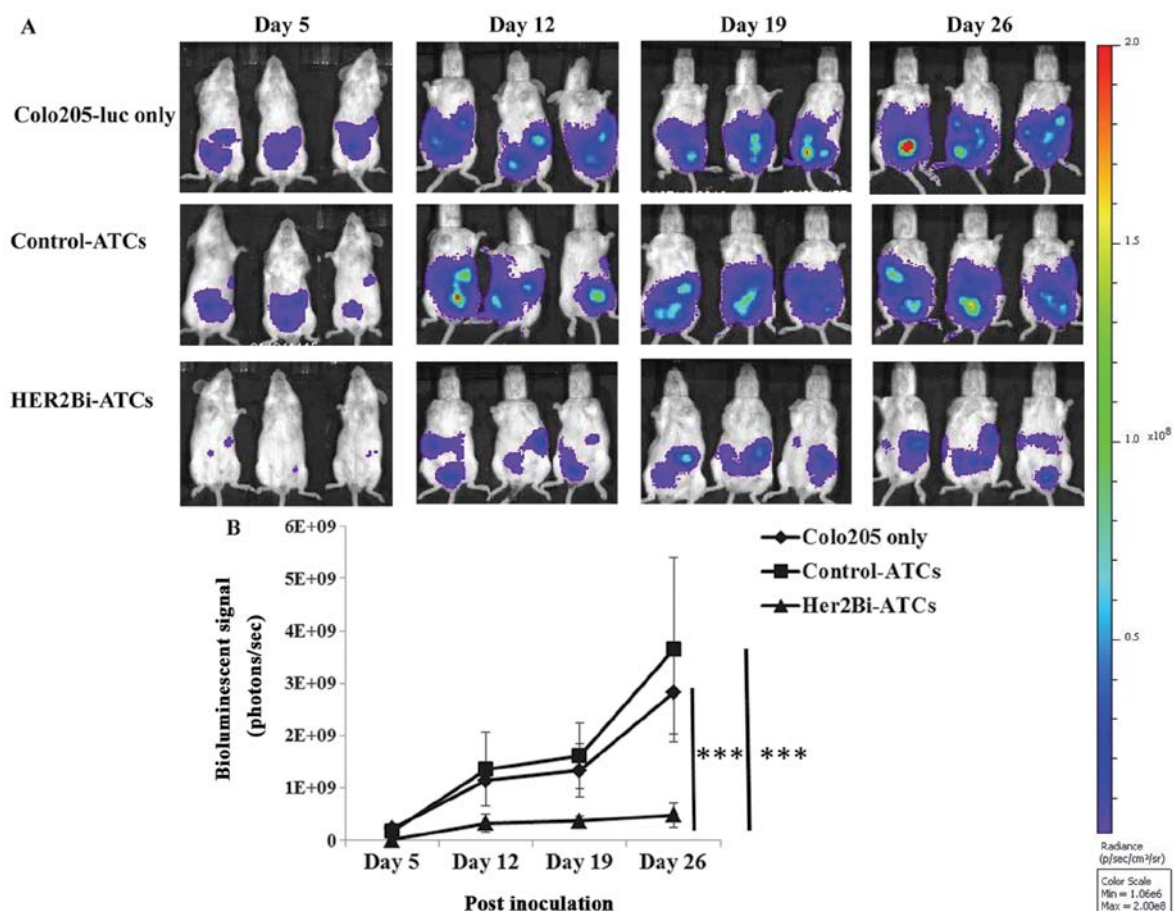 A
Day 5
Day 12
Day 19
Day 26
Colo205-luc only
Control-ATCs
HER2Bi-ATCs
2.0
1.5
1.0 x10⁸
0.5
Radiance
(p/sec/cm²/sr)
Color Scale
Min = 1.06e6
Max = 2.00e8
B
6E+09
5E+09
4E+09
3E+09
2E+09
1E+09
0
Bioluminescent signal
(photons/sec)
Colo205 only
Control-ATCs
Her2Bi-ATCs
*** ***
Day 5 Day 12 Day 19 Day 26
Post inoculation